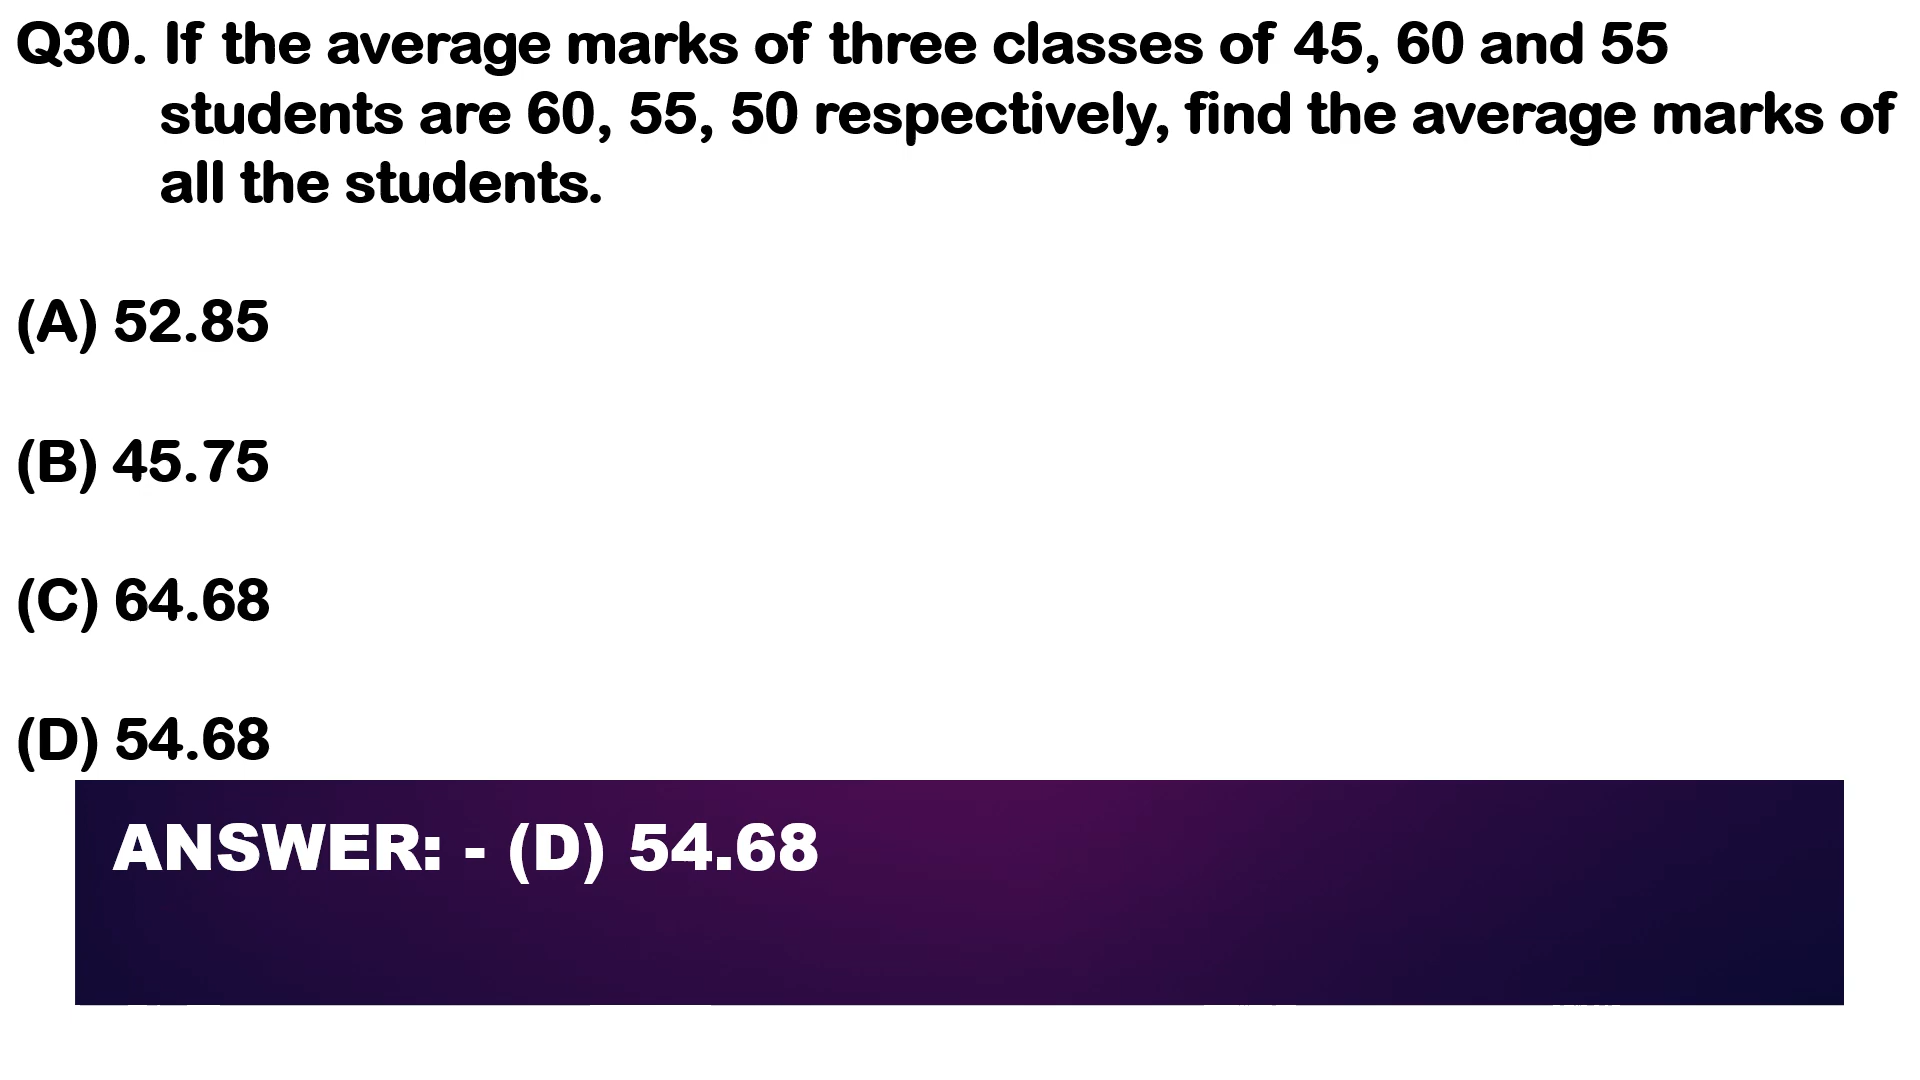 Q30. If the average marks of three classes of 45, 60 and 55
students are 60, 55, 50 respectively, find the average marks of
all the students.
(A) 52.85
(B) 45.75
(C) 64.68
(D) 54.68
ANSWER: - (D) 54.68